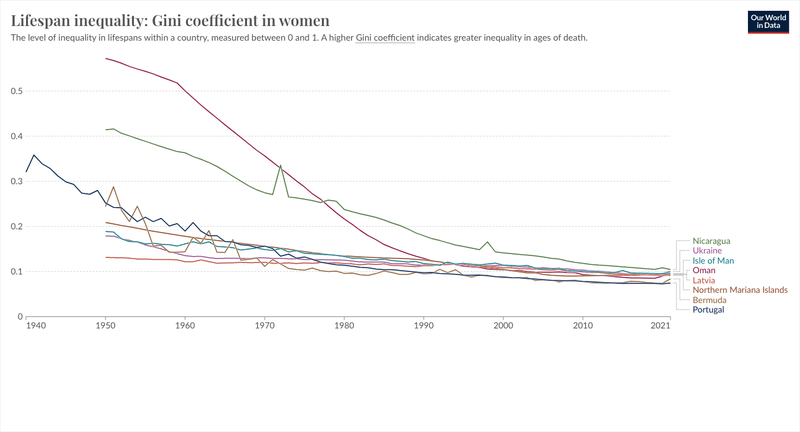 Lifespan inequality: Gini coefficient in women
Our World
in Data
The level of inequality in lifespans within a country, measured between 0 and 1. A higher Gini coefficient indicates greater inequality in ages of death.
0.5
0.4
0.3
0.2
0.1
0
1940
1950
1960
1970
1980
1990
2000
2010
2021
Nicaragua
Ukraine
Isle of Man
Oman
Latvia
Northern Mariana Islands
Bermuda
Portugal